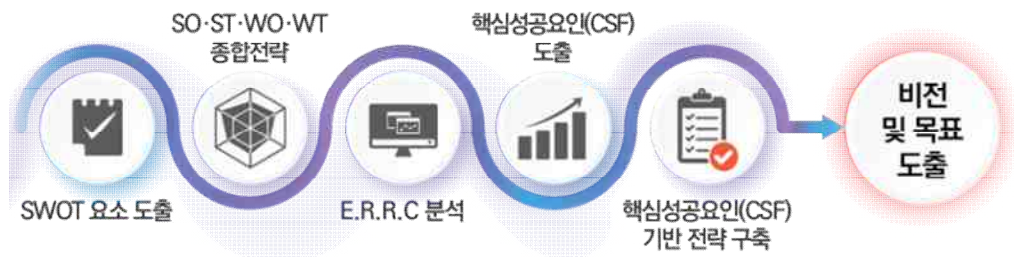 SWOT 요소 도출
SO·ST·WO·WT
종합전략
E.R.R.C 분석
핵심성공요인(CSF)
도출
핵심성공요인(CSF)
기반 전략 구축
비전
및 목표
도출